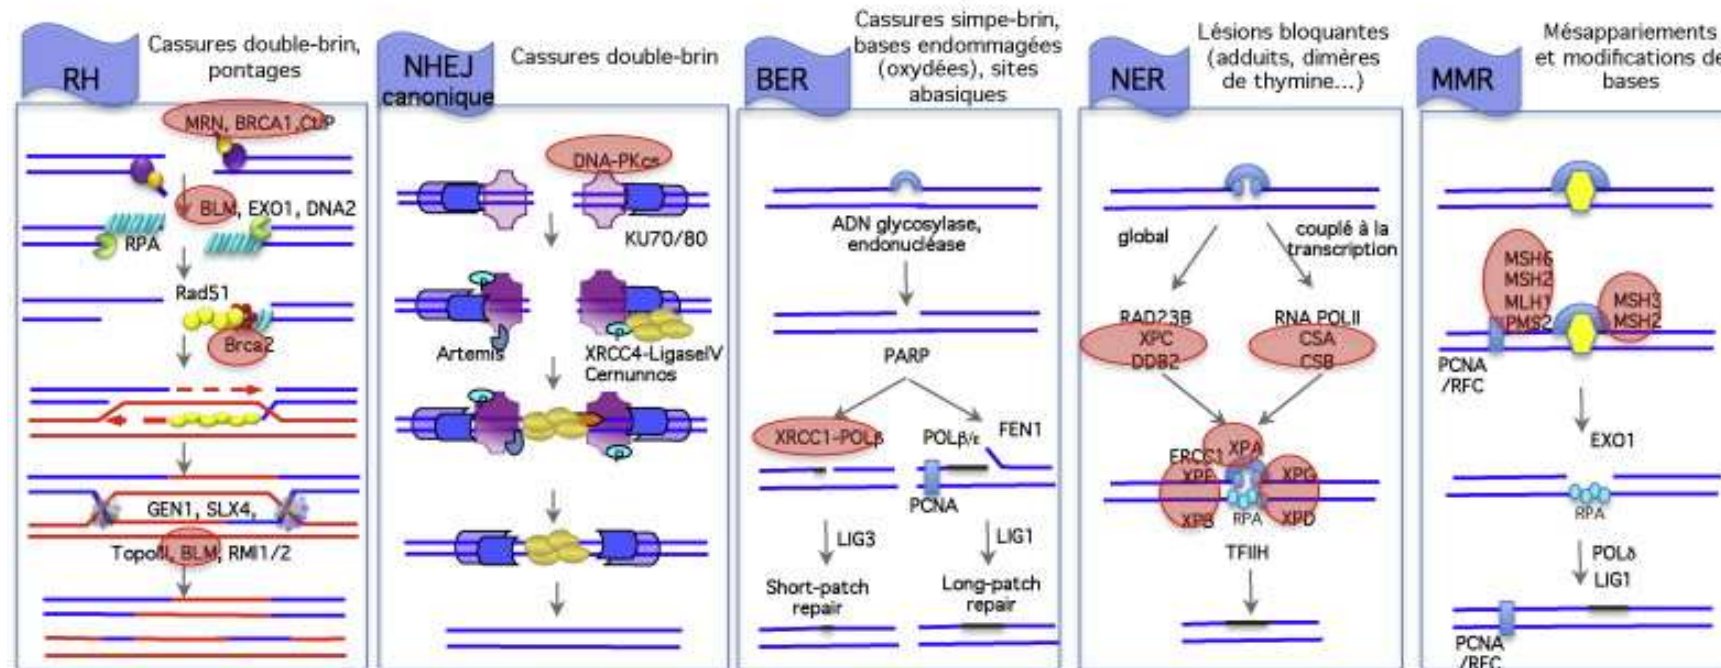 RH
Cassures double-brin,
pontages
MRN, BRCA1,CtIP
BLM, EXO1, DNA2
RPA
Rad51
Brca2
GEN1, SLX4,
TopoIII, BLM, RMI1/2
NHEJ
canonique
Cassures double-brin
DNA-PKcs
KU70/80
P
P
Artemis
XRCC4-LigaseIV
Cernunnos
P
P
BER
Cassures simpe-brin,
bases endommagées
(oxydées), sites
abasiques
ADN glycosylase,
endonucléase
PARP
XRCC1-POLβ
POLβ/ε
FEN1
PCNA
LIG3
LIG1
Short-patch
repair
Long-patch
repair
NER
Lésions bloquantes
(adduits, dimères
de thymine...)
global
couplé à la
transcription
RAD23B
XPC
DDB2
RNA POLII
CSA
CSB
XPA
ERCC1
XPF
XPG
XPB
RPA
XPD
TFIIH
MMR
Mésappariements
et modifications de
bases
MSH6
MSH2
MLH1
PMS2
MSH3
MSH2
PCNA
/RFC
EXO1
RPA
POLδ
LIG1
PCNA
/RFC